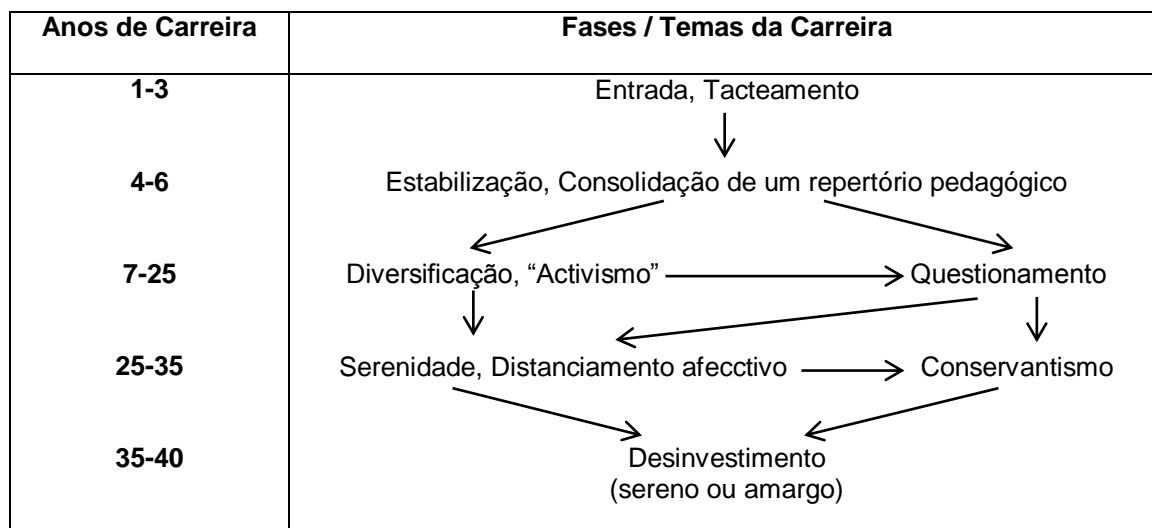 Anos de Carreira Fases / Temas da Carreira
1-3 Entrada, Tacteamento
4-6 Estabilização, Consolidação de um repertório pedagógico
7-25 Diversificação, “Activismo” Questionamento
25-35 Serenidade, Distanciamento afecctivo Conservantismo
35-40 Desinvestimento
(sereno ou amargo)